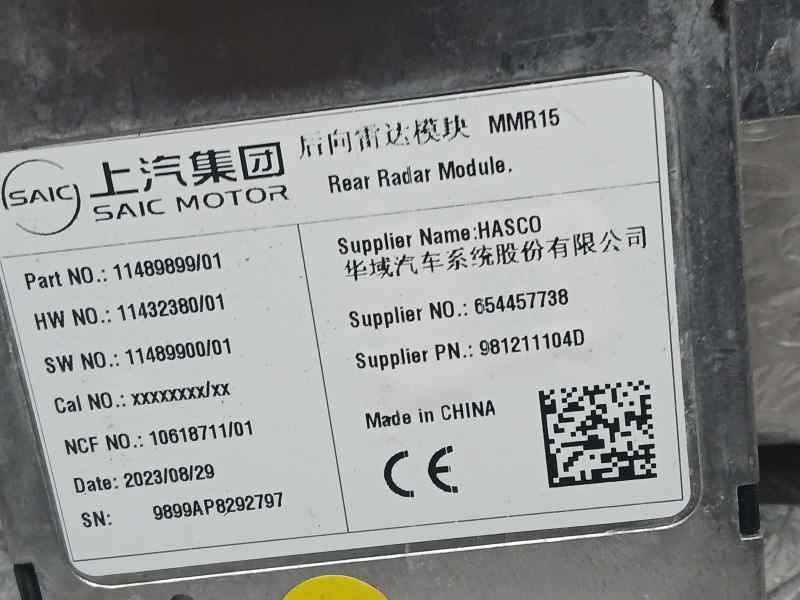 SAIC
上汽集团
SAIC MOTOR
后向雷达模块 MMR15
Rear Radar Module.
Part NO.: 11489899/01
HW NO.: 11432380/01
SW NO.: 11489900/01
Cal NO.: xxxxxxxx/xx
NCF NO.: 10618711/01
Date: 2023/08/29
SN: 9899AP8292797
Supplier Name:HASCO
华域汽车系统股份有限公司
Supplier NO.: 654457738
Supplier PN.: 981211104D
Made in CHINA
CE